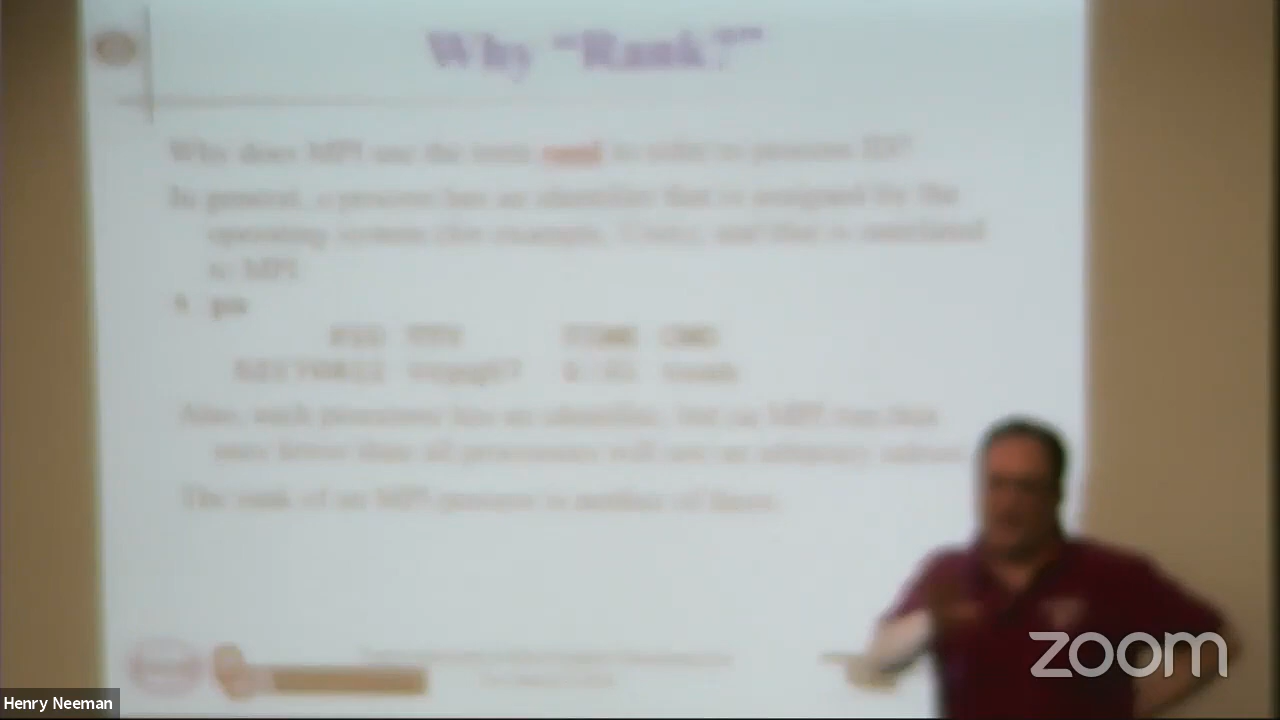 Why "Rank?"
Why does MPI use the term rank to refer to process ID?
In general, a process has an identifier that is assigned by the
operating system (for example, Unix), and that is unrelated
to MPI:
% ps
PID TTY TIME CMD
ttyq57 0:01 tcsh
Also, each processor has an identifier, but an MPI run that
uses fewer than all processors will use an arbitrary subset.
The rank of an MPI process is neither of these.
zoom
Henry Neeman